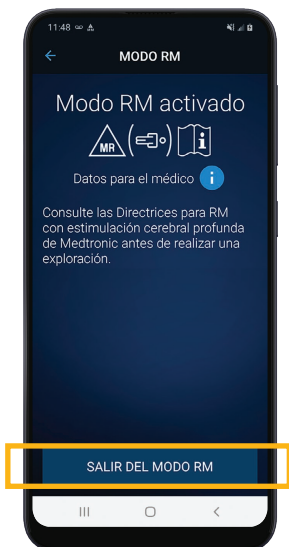 11:48
MODO RM
Modo RM activado
MR
i
Datos para el médico i
Consulte las Directrices para RM
con estimulación cerebral profunda
de Medtronic antes de realizar una
exploración.
SALIR DEL MODO RM